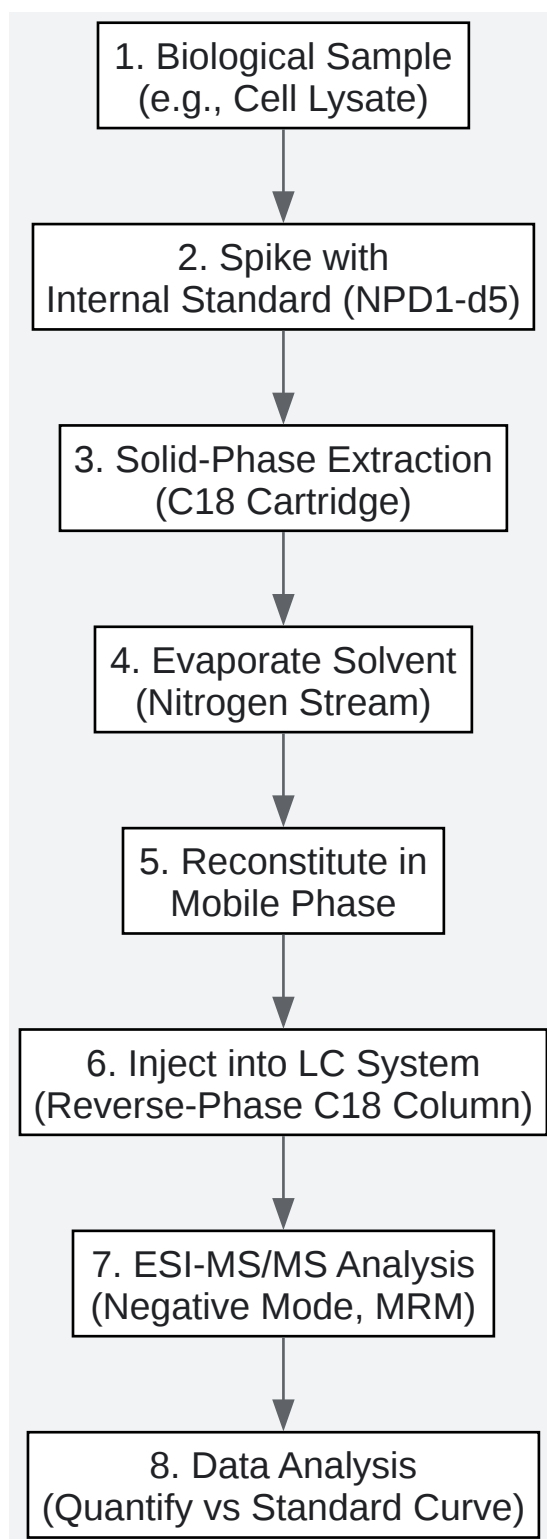 1. Biological Sample
(e.g., Cell Lysate)
2. Spike with
Internal Standard (NPD1-d5)
3. Solid-Phase Extraction
(C18 Cartridge)
4. Evaporate Solvent
(Nitrogen Stream)
5. Reconstitute in
Mobile Phase
6. Inject into LC System
(Reverse-Phase C18 Column)
7. ESI-MS/MS Analysis
(Negative Mode, MRM)
8. Data Analysis
(Quantify vs Standard Curve)